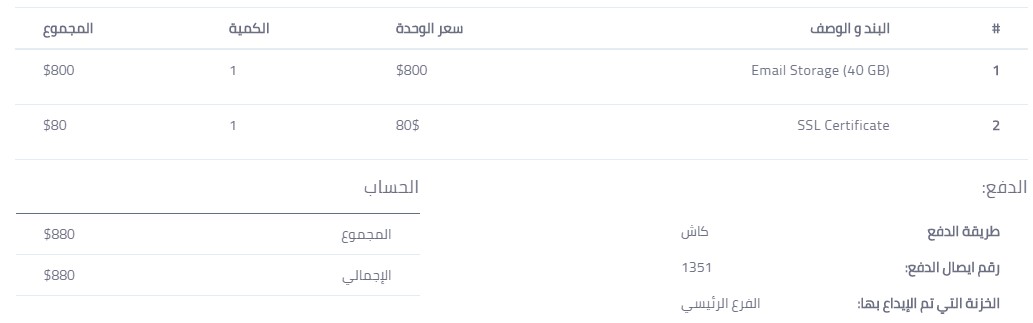 # البند و الوصف سعر الوحدة الكمية المجموع
1 Email Storage (40 GB) $800 1 $800
2 SSL Certificate 80$ 1 $80
الدفع:
طريقة الدفع كاش
رقم ايصال الدفع: 1351
الخزنة التي تم الإيداع بها: الفرع الرئيسي
الحساب
المجموع $880
الإجمالي $880